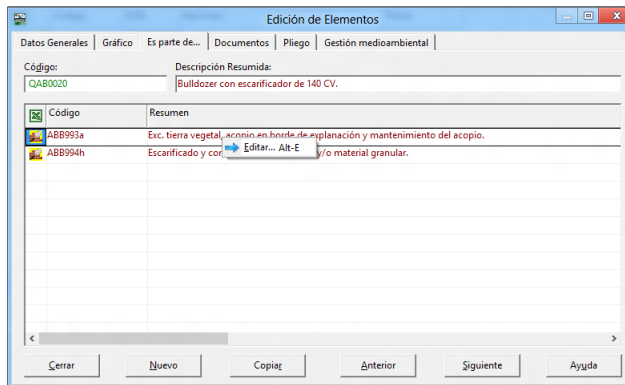 Edición de Elementos
Datos Generales Gráfico Es parte de... Documentos Pliego Gestión medioambiental
Código: Descripción Resumida:
QAB0020 Bulldozer con escarificador de 140 CV.
Código Resumen
ABB993a Exc. tierra vegetal, acopio en borde de explanación y mantenimiento del acopio.
Editar... Alt-E
ABB994h Escarificado y y/o material granular.
Cerrar Nuevo Copiar Anterior Siguiente Ayuda